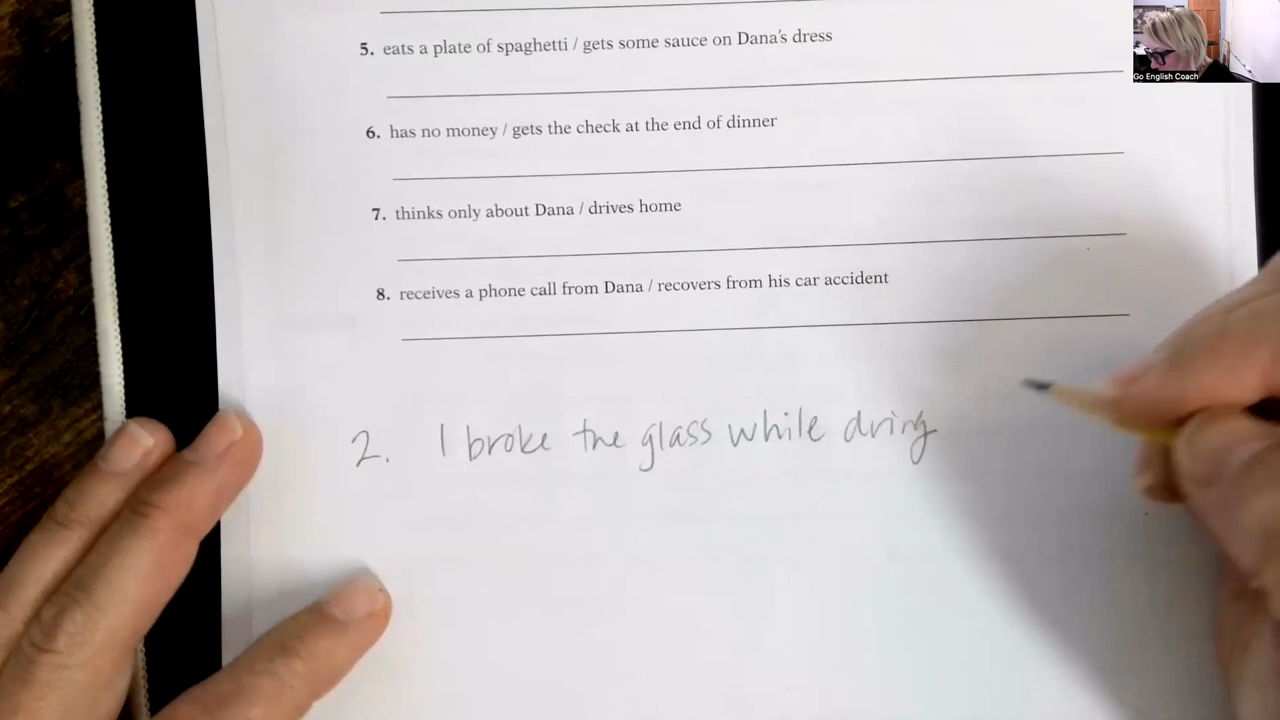 5. eats a plate of spaghetti / gets some sauce on Dana's dress
6. has no money / gets the check at the end of dinner
7. thinks only about Dana / drives home
8. receives a phone call from Dana / recovers from his car accident
2. I broke the glass while driing
Go English Coach